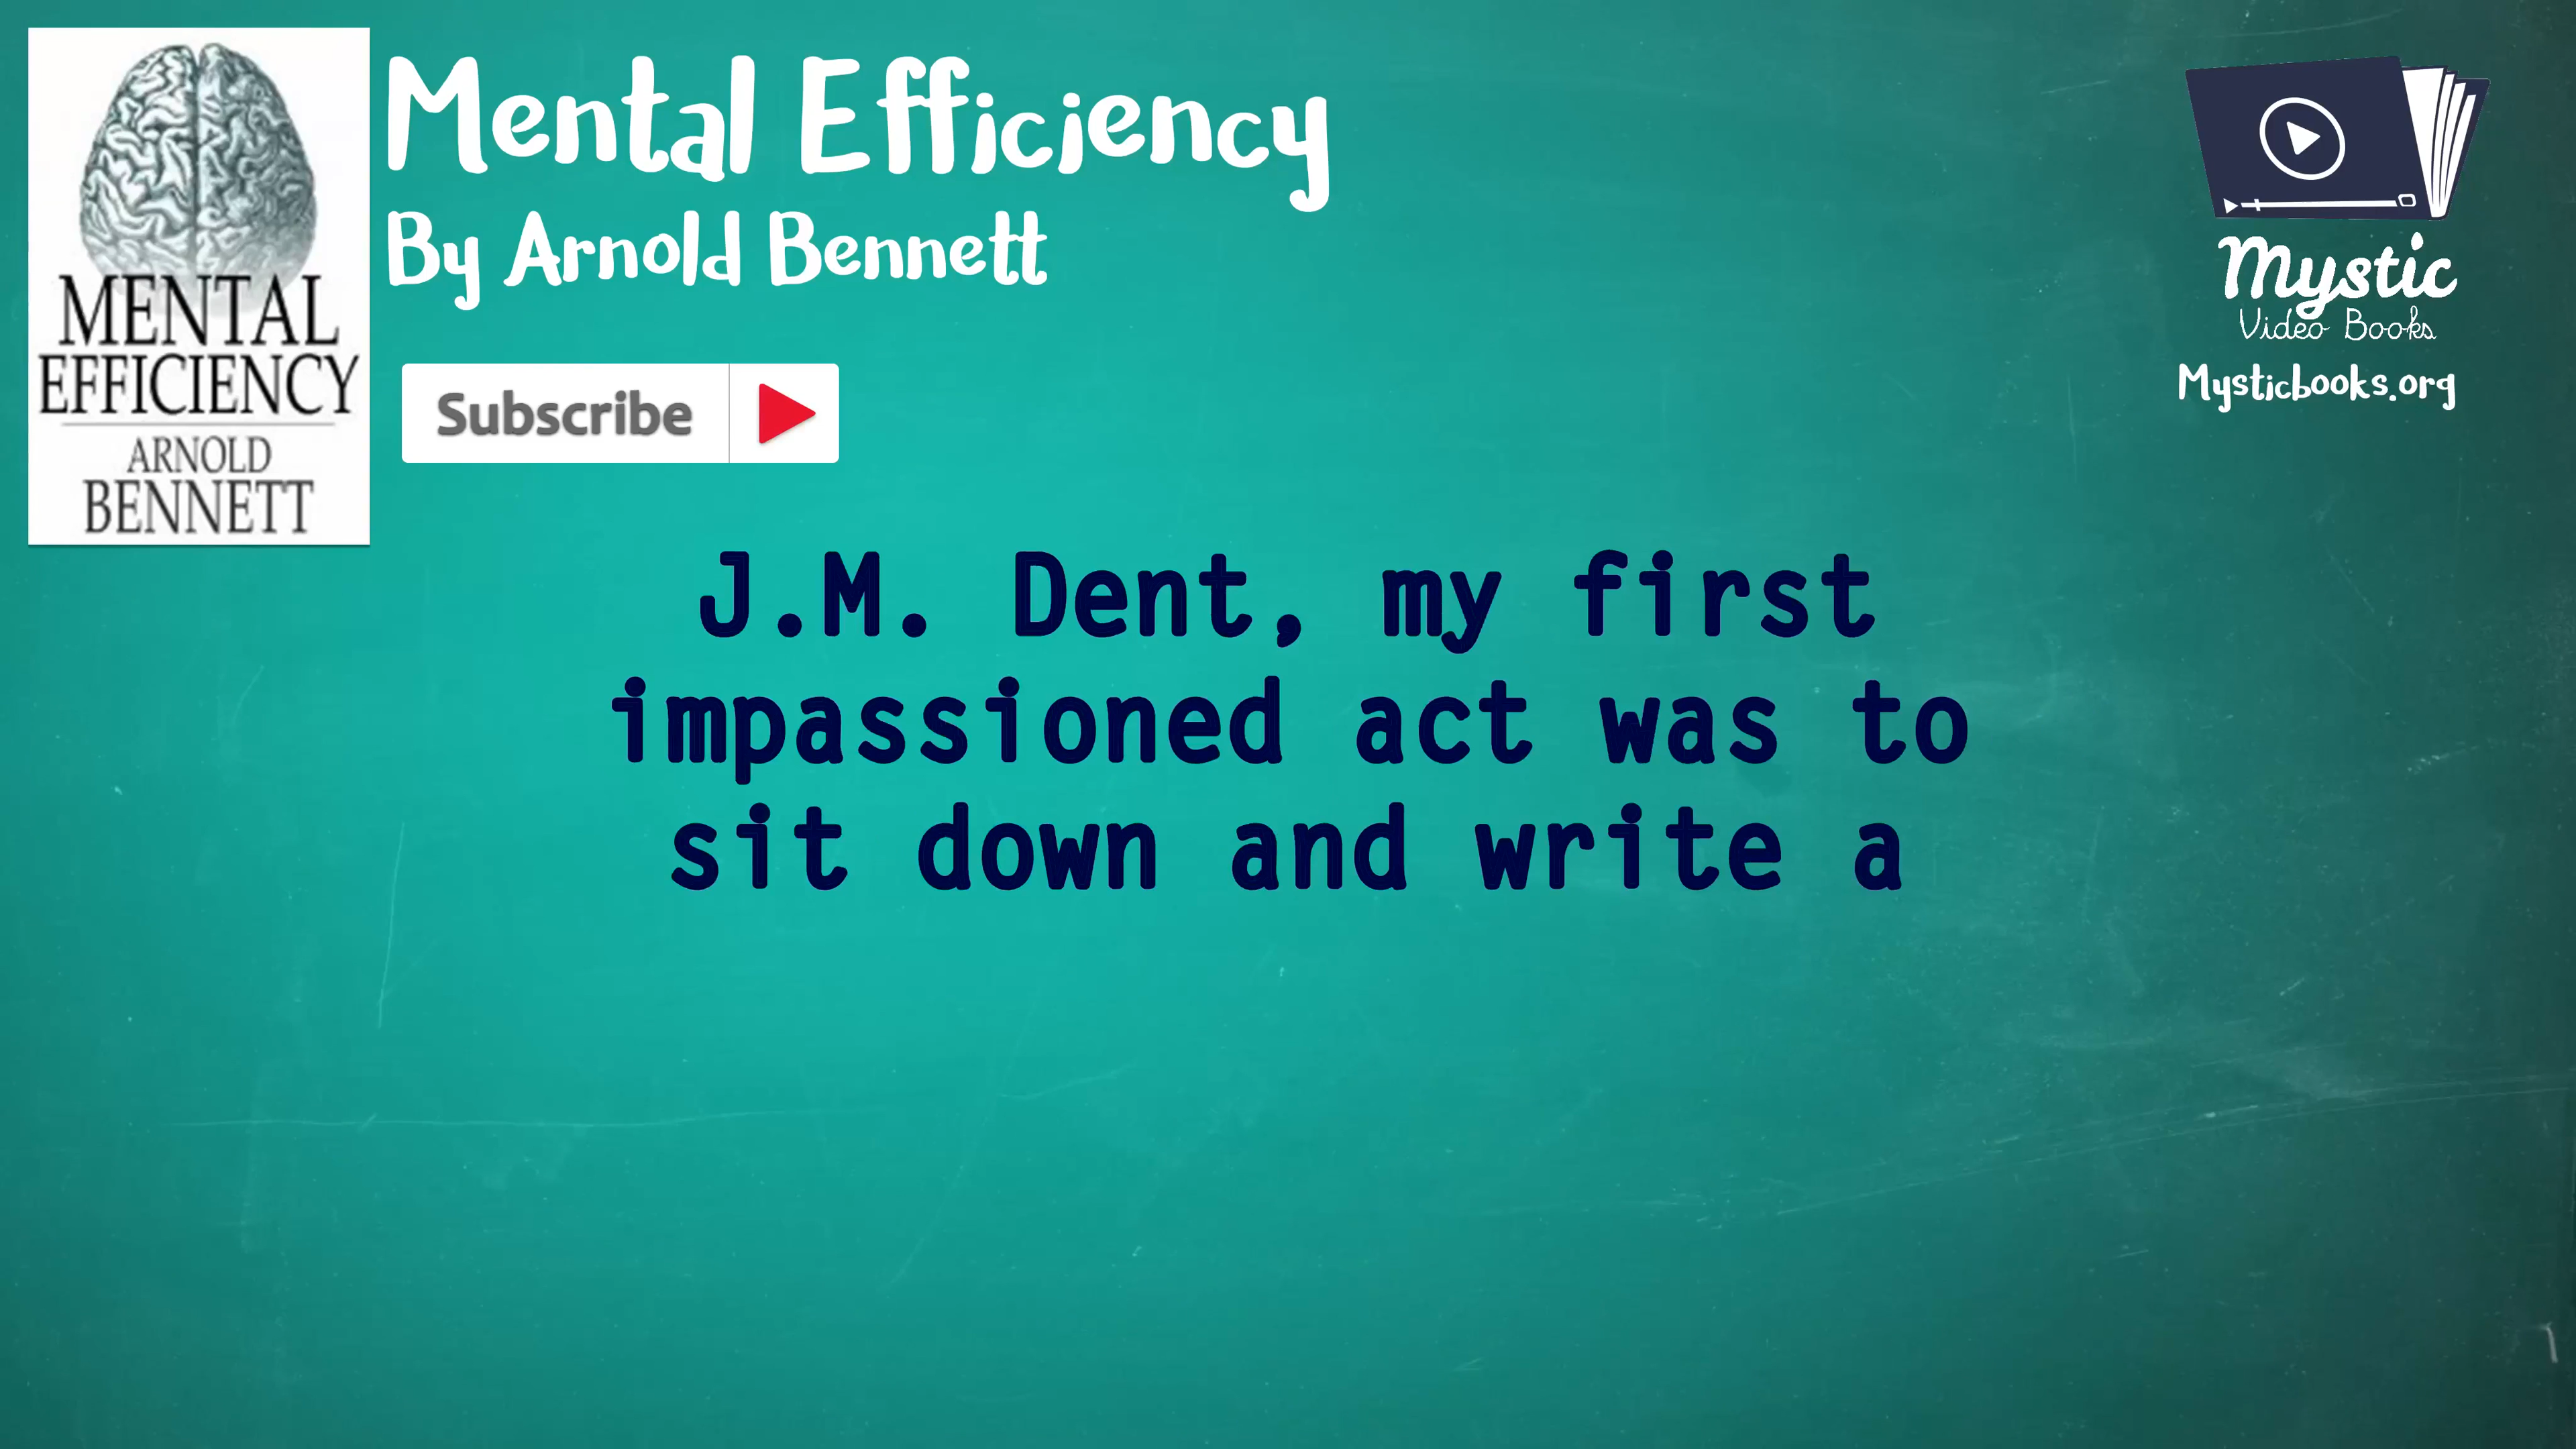 Mental Efficiency
By Arnold Bennett
MENTAL
EFFICIENCY
ARNOLD
BENNETT
Subscribe
Mystic
Video Books
Mysticbooks.org
J.M. Dent, my first
impassioned act was to
sit down and write a